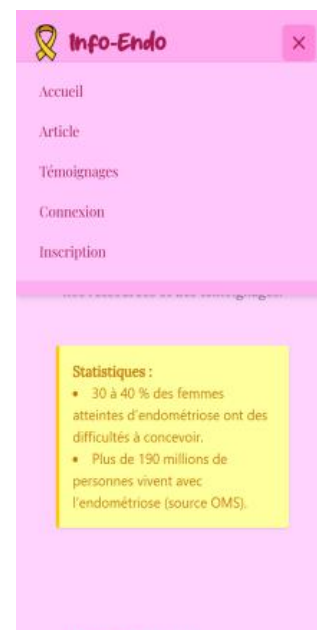 Info-Endo
×
Accueil
Article
Témoignages
Connexion
Inscription
Statistiques :
• 30 à 40 % des femmes
atteintes d'endométriose ont des
difficultés à concevoir.
• Plus de 190 millions de
personnes vivent avec
l'endométriose (source OMS).